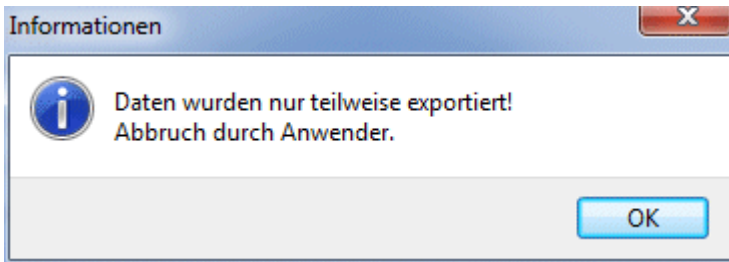 Informationen
Daten wurden nur teilweise exportiert!
Abbruch durch Anwender.
OK